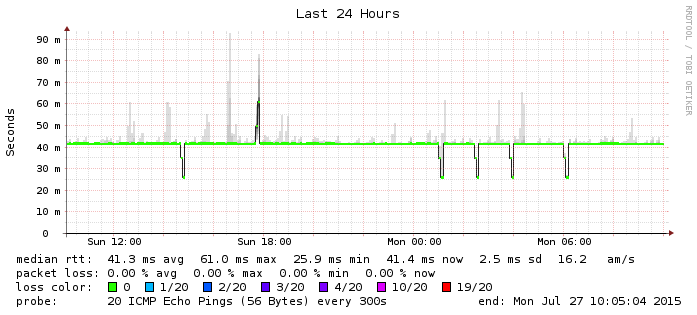 Last 24 Hours
RRDTOOL / TOBI OETIKER
Seconds
90 m
80 m
70 m
60 m
50 m
40 m
30 m
20 m
10 m
0
Sun 12:00 Sun 18:00 Mon 00:00 Mon 06:00
median rtt: 41.3 ms avg 61.0 ms max 25.9 ms min 41.4 ms now 2.5 ms sd 16.2 am/s
packet loss: 0.00 % avg 0.00 % max 0.00 % min 0.00 % now
loss color: 0 1/20 2/20 3/20 4/20 10/20 19/20
probe: 20 ICMP Echo Pings (56 Bytes) every 300s end: Mon Jul 27 10:05:04 2015